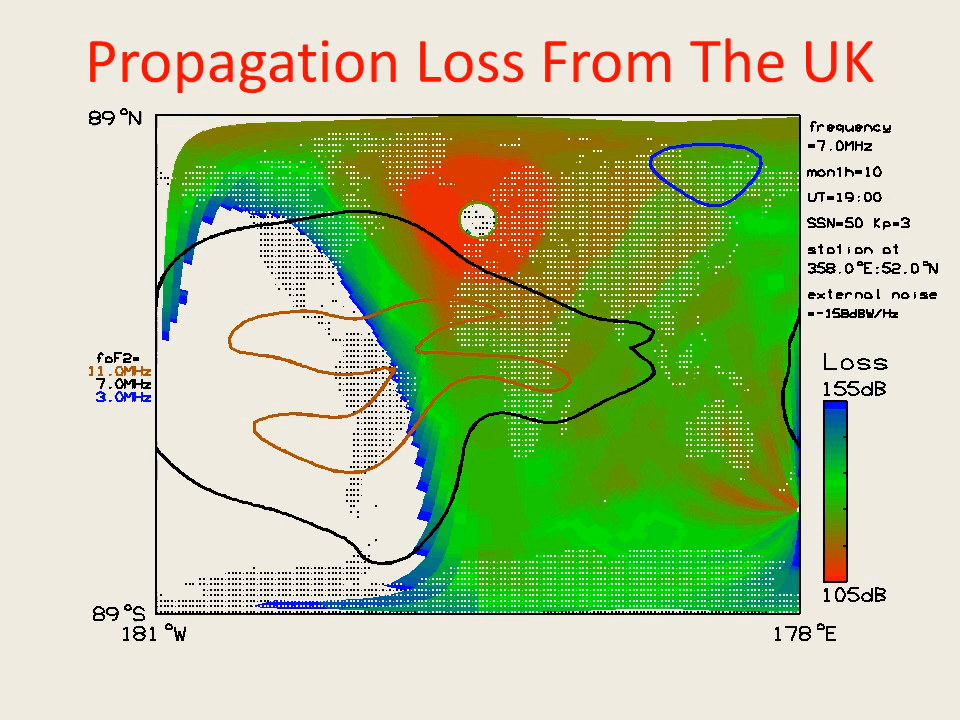 Propagation Loss From The UK
89°N
frequency
=7.0MHz
month=10
UT=19:00
SSN=50 Kp=3
station at
358.0°E:52.0°N
external noise
=-158dBW/Hz
foF2=
11.0MHz
7.0MHz
3.0MHz
Loss
155dB
105dB
89°S
181°W
178°E